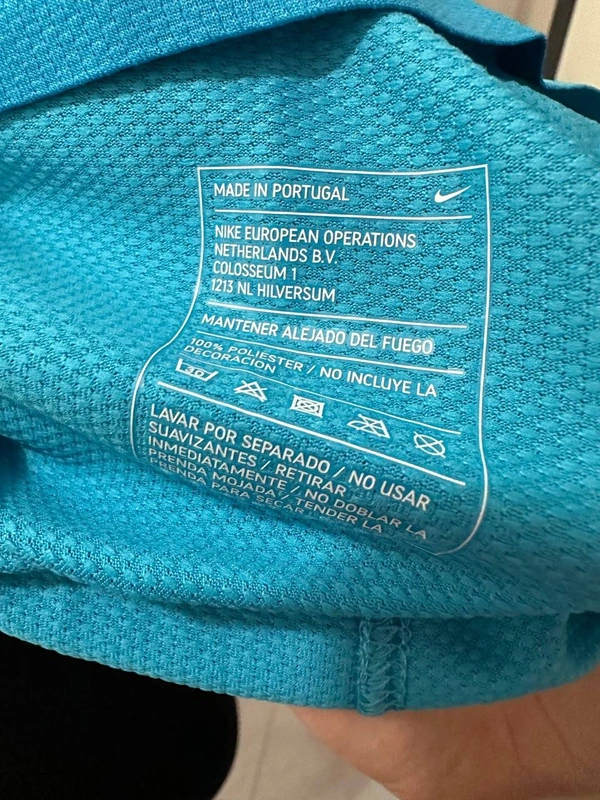 MADE IN PORTUGAL
NIKE EUROPEAN OPERATIONS
NETHERLANDS B.V.
COLOSSEUM 1
1213 NL HILVERSUM
MANTENER ALEJADO DEL FUEGO
100% POLIESTER / NO INCLUYE LA
DECORACION
30
LAVAR POR SEPARADO / NO USAR
SUAVIZANTES / RETIRAR
INMEDIATAMENTE / NO DOBLAR LA
PRENDA MOJADA / TENDER LA
PRENDA PARA SECAR